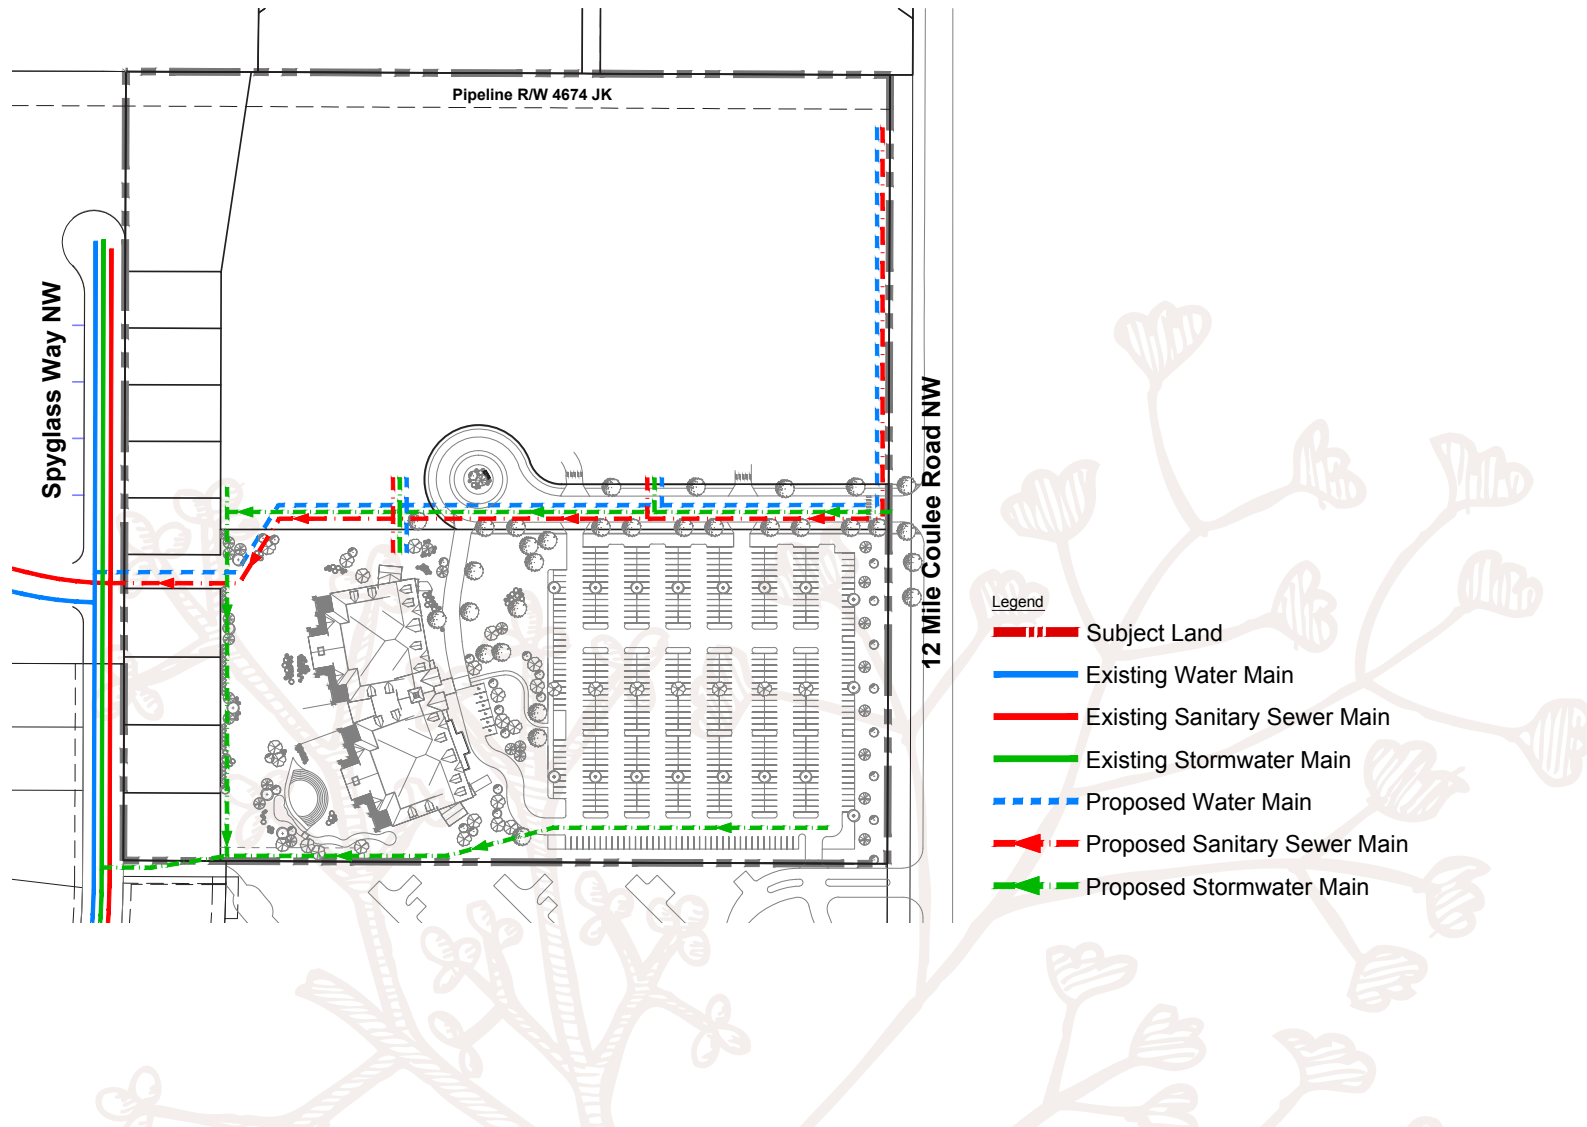 Pipeline R/W 4674 JK
Spyglass Way NW
12 Mile Coulee Road NW
Legend
Subject Land
Existing Water Main
Existing Sanitary Sewer Main
Existing Stormwater Main
Proposed Water Main
Proposed Sanitary Sewer Main
Proposed Stormwater Main